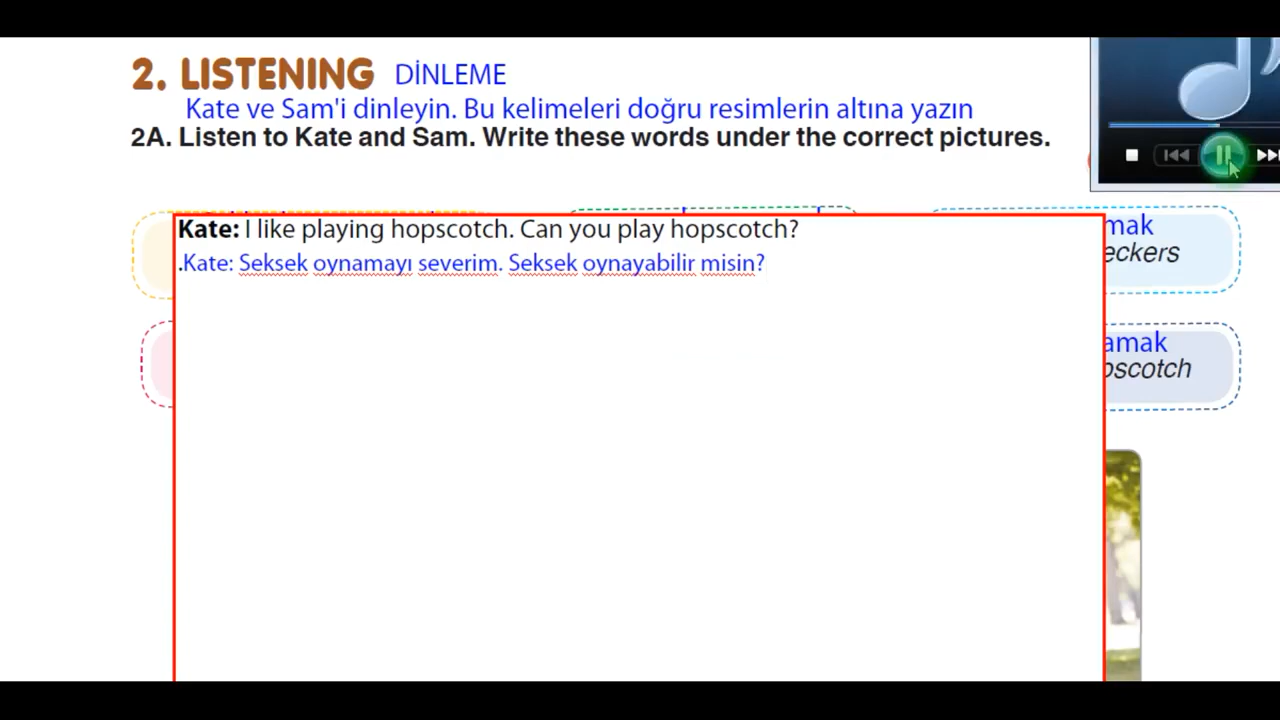 2. LISTENING DİNLEME
Kate ve Sam'i dinleyin. Bu kelimeleri doğru resimlerin altına yazın
2A. Listen to Kate and Sam. Write these words under the correct pictures.
Kate: I like playing hopscotch. Can you play hopscotch?
.Kate: Seksek oynamayı severim. Seksek oynayabilir misin?
mak
eckers
amak
oscotch